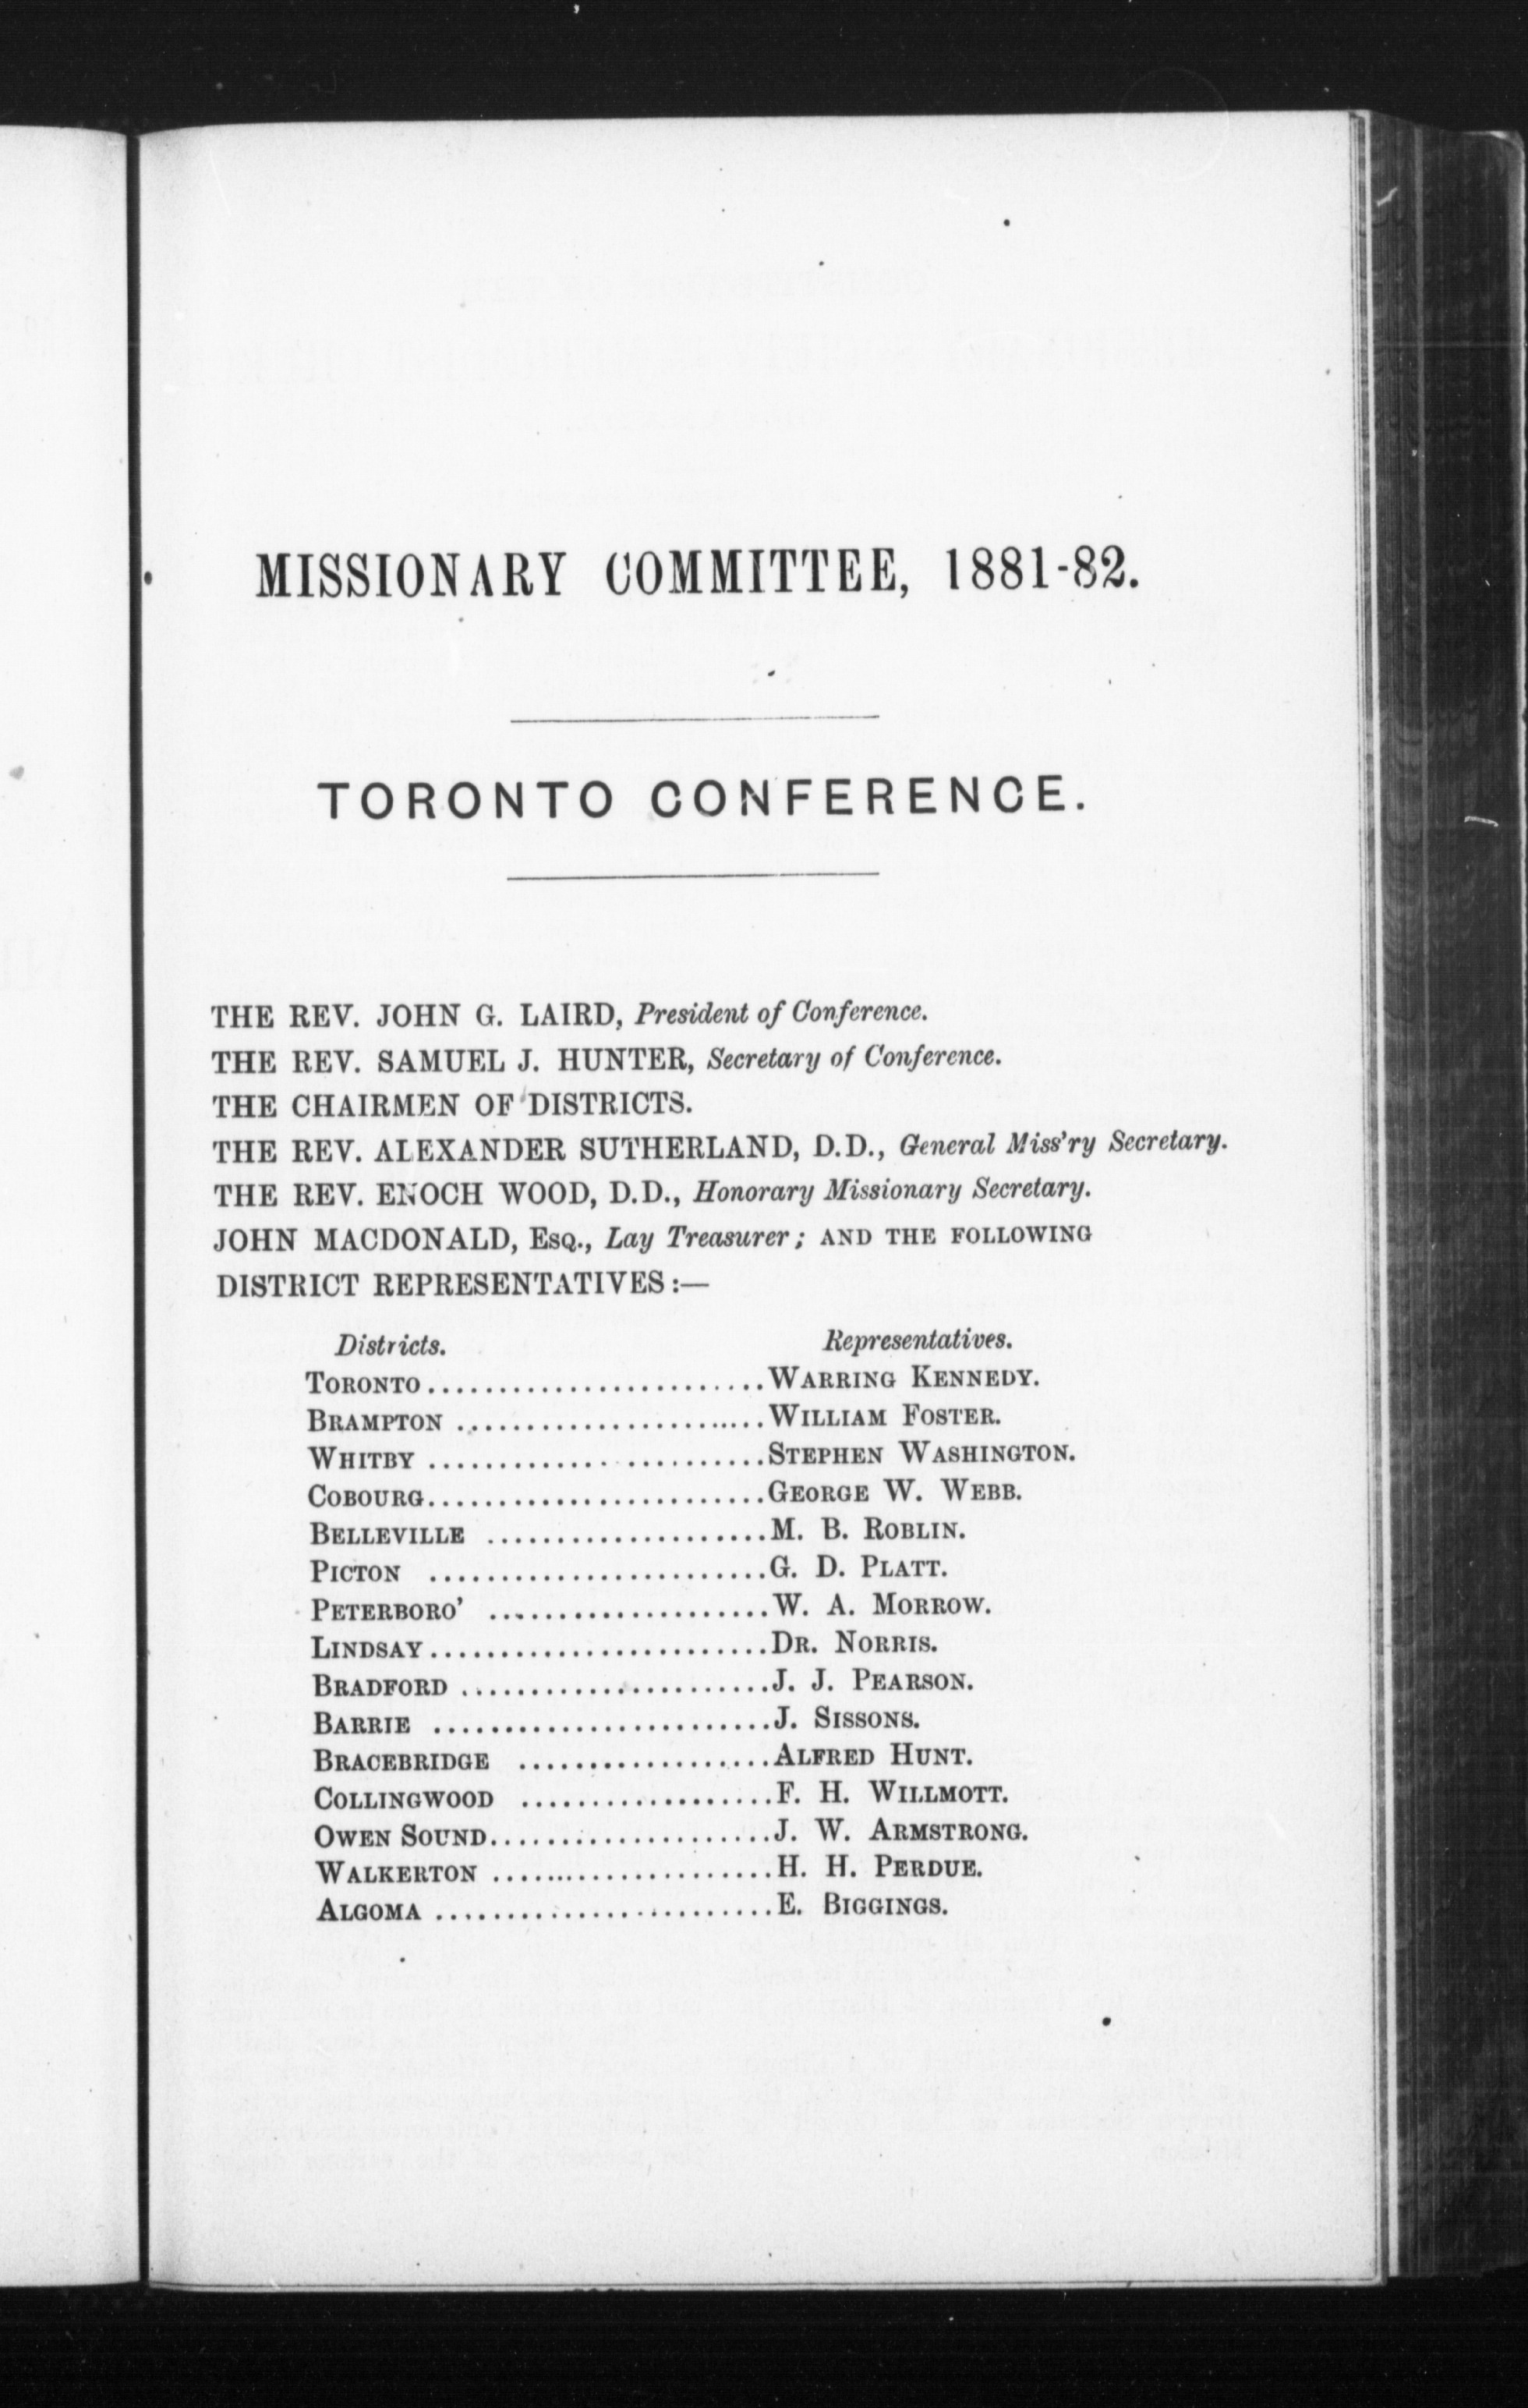 MISSIONARY COMMITTEE, 1881-82.
TORONTO CONFERENCE.
THE REV. JOHN G. LAIRD, President of Conference.
THE REV. SAMUEL J. HUNTER, Secretary of Conference.
THE CHAIRMEN OF DISTRICTS.
THE REV. ALEXANDER SUTHERLAND, D.D., General Miss'ry Secretary.
THE REV. ENOCH WOOD, D.D., Honorary Missionary Secretary.
JOHN MACDONALD, ESQ., Lay Treasurer; AND THE FOLLOWING
DISTRICT REPRESENTATIVES:—
Districts. Representatives.
TORONTO........................WARRING KENNEDY.
BRAMPTON ......................WILLIAM FOSTER.
WHITBY ........................STEPHEN WASHINGTON.
COBOURG........................GEORGE W. WEBB.
BELLEVILLE ....................M. B. ROBLIN.
PICTON ........................G. D. PLATT.
PETERBORO' ....................W. A. MORROW.
LINDSAY........................DR. NORRIS.
BRADFORD ......................J. J. PEARSON.
BARRIE ........................J. SISSONS.
BRACEBRIDGE ..................ALFRED HUNT.
COLLINGWOOD ..................F. H. WILLMOTT.
OWEN SOUND....................J. W. ARMSTRONG.
WALKERTON ....................H. H. PERDUE.
ALGOMA ........................E. BIGGINGS.